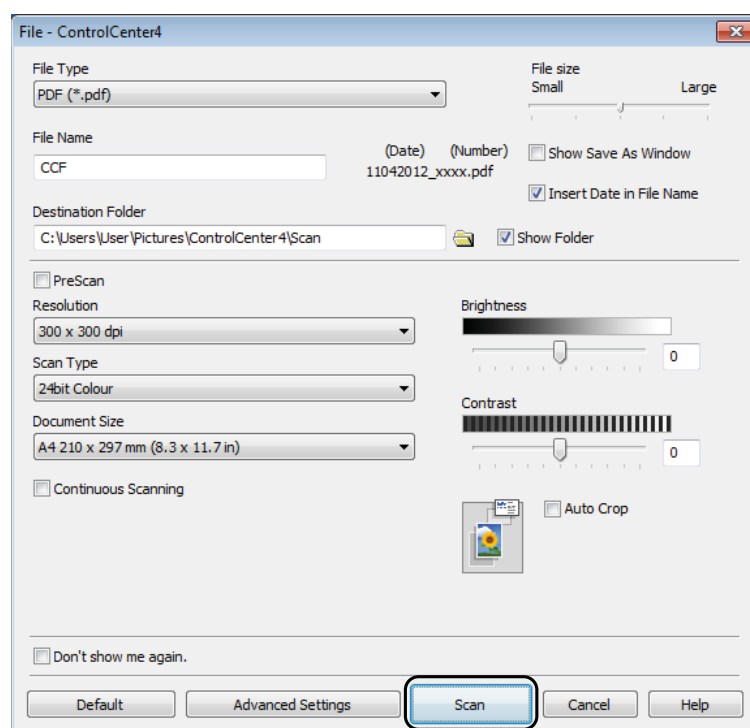 File - ControlCenter4
File Type
File size
Small Large
PDF (*.pdf)
File Name
(Date) (Number)
Show Save As Window
CCF
11042012_xxxx.pdf
Insert Date in File Name
Destination Folder
C:\Users\User\Pictures\ControlCenter4\Scan
Show Folder
PreScan
Resolution
Brightness
300 x 300 dpi
0
Scan Type
24bit Colour
Contrast
Document Size
A4 210 x 297 mm (8.3 x 11.7 in)
0
Continuous Scanning
Auto Crop
Don't show me again.
Default Advanced Settings Scan Cancel Help